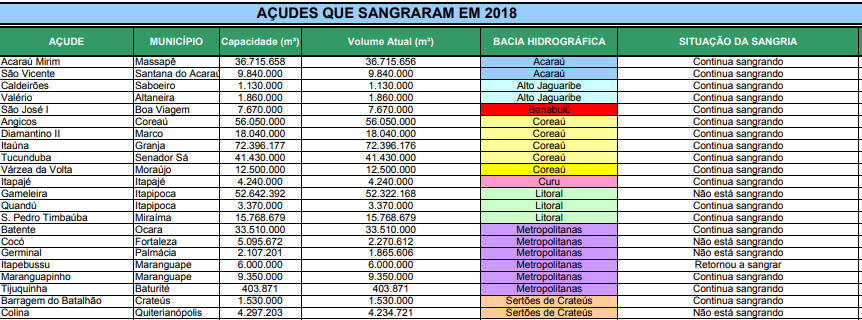 AÇUDES QUE SANGRARAM EM 2018
AÇUDE MUNICÍPIO Capacidade (m³) Volume Atual (m³) BACIA HIDROGRÁFICA SITUAÇÃO DA SANGRIA
Acaraú Mirim Massapê 36.715.658 36.715.656 Acaraú Continua sangrando
São Vicente Santana do Acaraú 9.840.000 9.840.000 Acaraú Continua sangrando
Caldeirões Saboeiro 1.130.000 1.130.000 Alto Jaguaribe Continua sangrando
Valério Altaneira 1.860.000 1.860.000 Alto Jaguaribe Continua sangrando
São José I Boa Viagem 7.670.000 7.670.000 Banabuiú Continua sangrando
Angicos Coreaú 56.050.000 56.050.000 Coreaú Continua sangrando
Diamantino II Marco 18.040.000 18.040.000 Coreaú Continua sangrando
Itaúna Granja 72.396.177 72.396.176 Coreaú Continua sangrando
Tucunduba Senador Sá 41.430.000 41.430.000 Coreaú Continua sangrando
Várzea da Volta Moraújo 12.500.000 12.500.000 Coreaú Continua sangrando
Itapajé Itapajé 4.240.000 4.240.000 Curu Continua sangrando
Gameleira Itapipoca 52.642.392 52.322.168 Litoral Não está sangrando
Quandú Itapipoca 3.370.000 3.370.000 Litoral Continua sangrando
S. Pedro Timbaúba Miraíma 15.768.679 15.768.679 Litoral Continua sangrando
Batente Ocara 33.510.000 33.510.000 Metropolitanas Continua sangrando
Cocó Fortaleza 5.095.672 2.270.612 Metropolitanas Não está sangrando
Germinal Palmácia 2.107.201 1.865.606 Metropolitanas Não está sangrando
Itapebussu Maranguape 6.000.000 6.000.000 Metropolitanas Retornou a sangrar
Maranguapinho Maranguape 9.350.000 9.350.000 Metropolitanas Continua sangrando
Tijuquinha Baturité 403.871 403.871 Metropolitanas Continua sangrando
Barragem do Batalhão Crateús 1.530.000 1.530.000 Sertões de Crateús Continua sangrando
Colina Quiterianópolis 4.297.203 4.234.721 Sertões de Crateús Não está sangrando